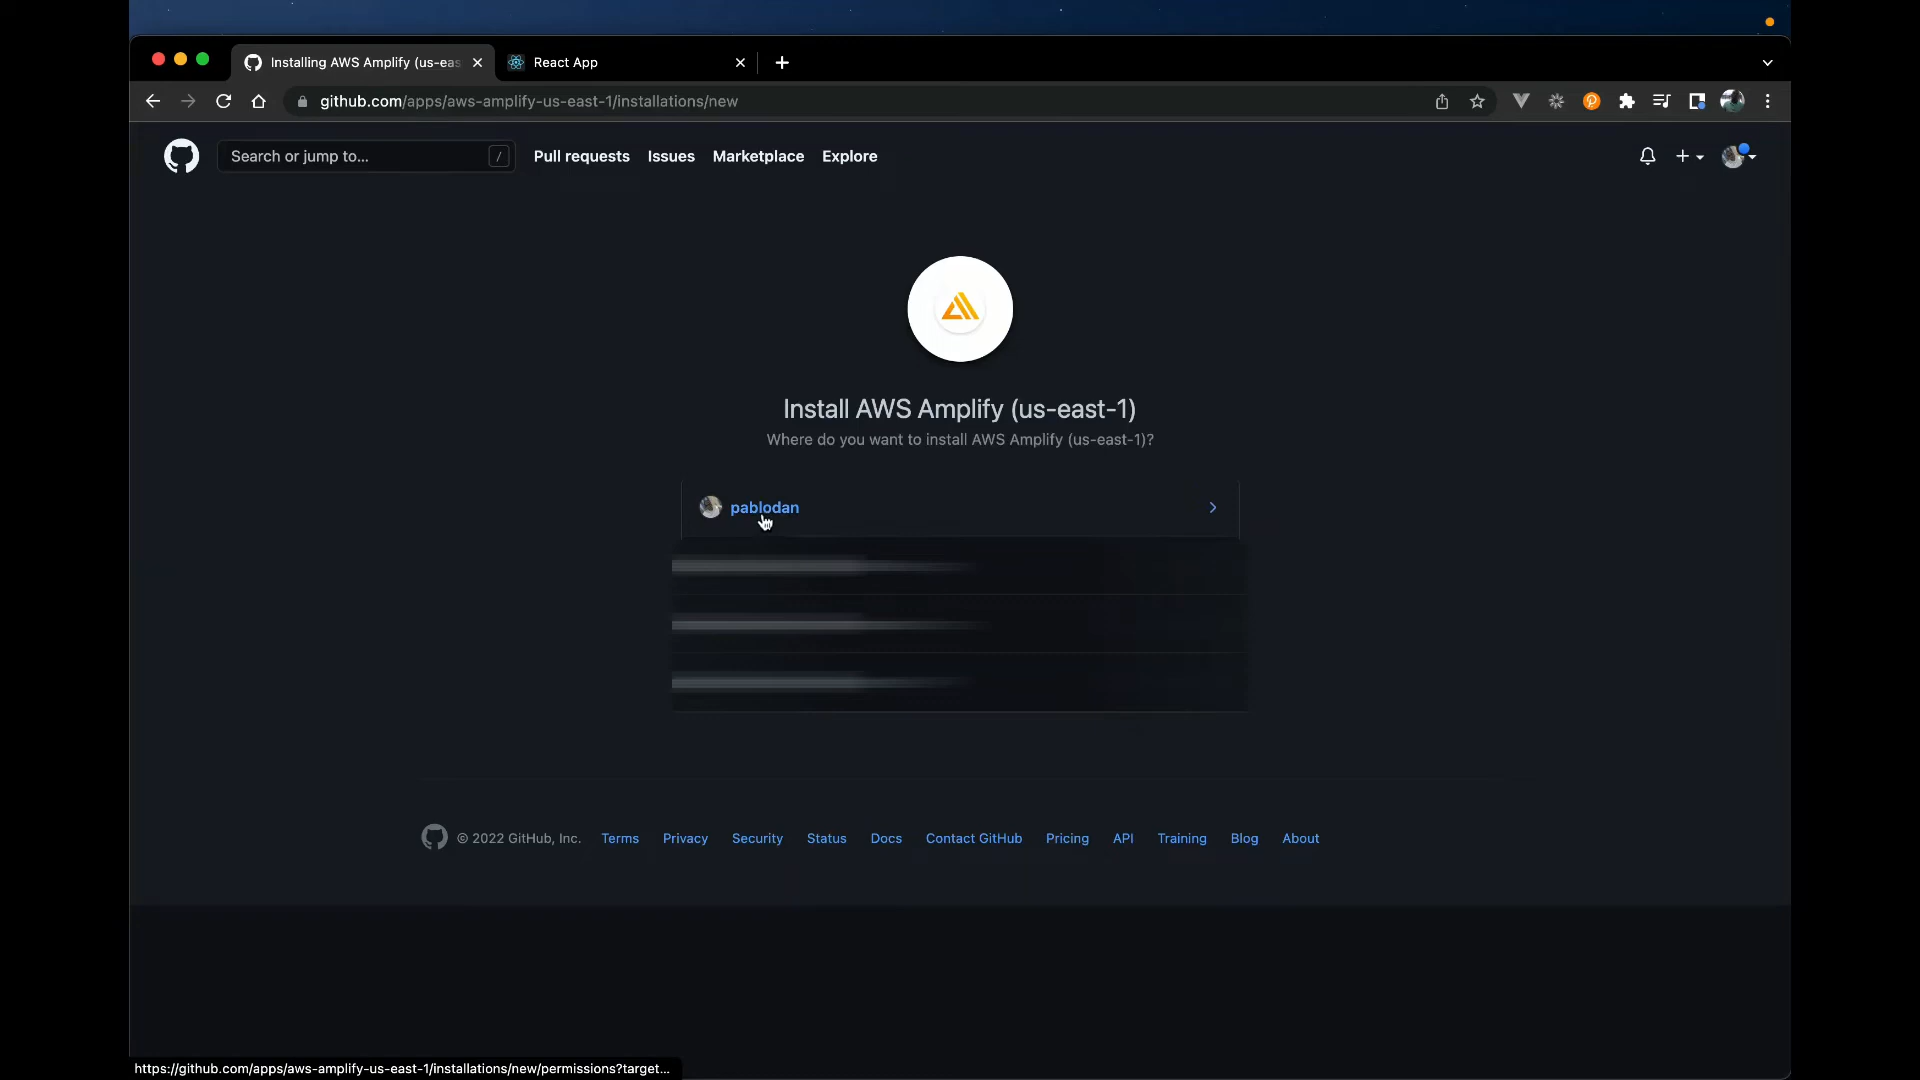 Installing AWS Amplify (us-eas
React App
github.com/apps/aws-amplify-us-east-1/installations/new
Search or jump to...
/
Pull requests
Issues
Marketplace
Explore
Install AWS Amplify (us-east-1)
Where do you want to install AWS Amplify (us-east-1)?
pablodan
© 2022 GitHub, Inc.
Terms
Privacy
Security
Status
Docs
Contact GitHub
Pricing
API
Training
Blog
About
https://github.com/apps/aws-amplify-us-east-1/installations/new/permissions?target...